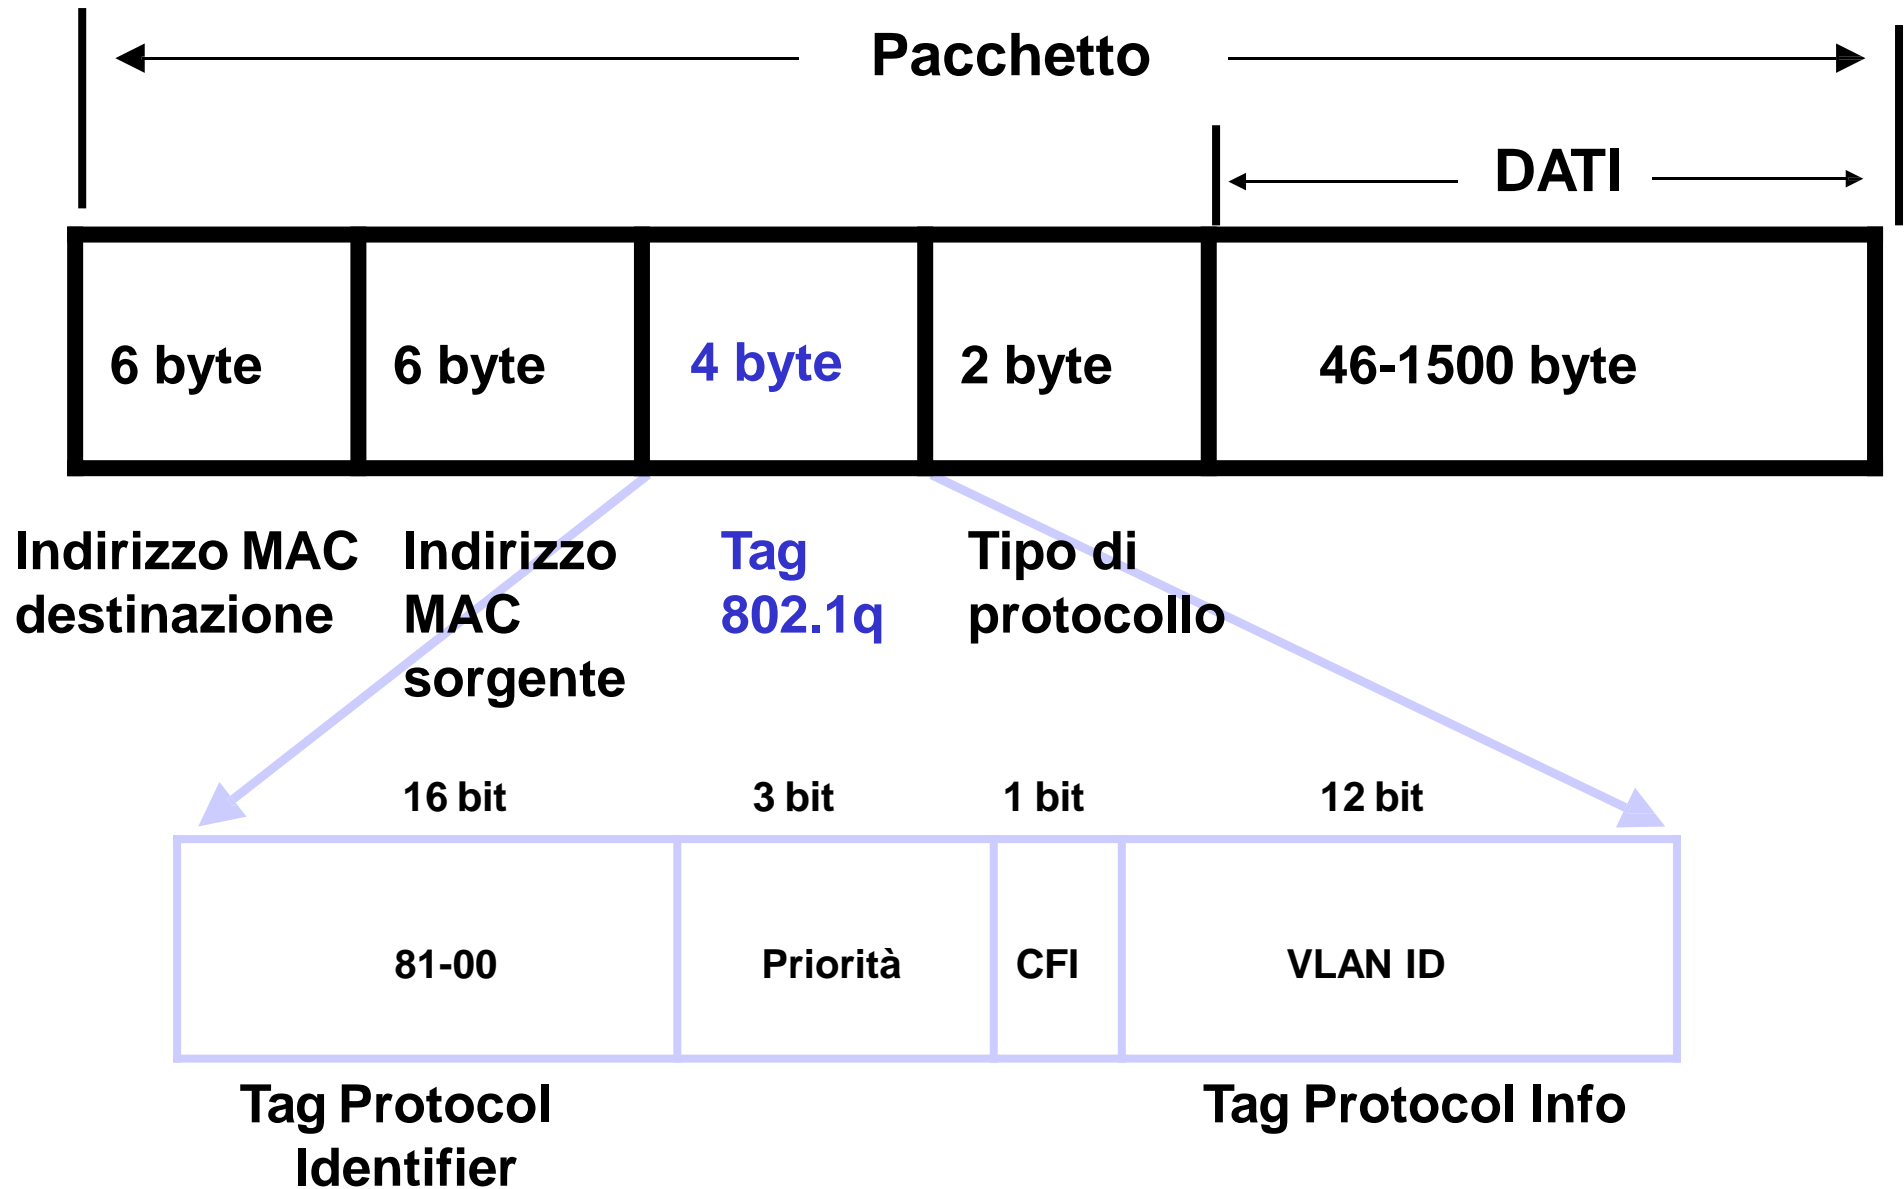 Pacchetto
DATI
6 byte
6 byte
4 byte
2 byte
46-1500 byte
Indirizzo MAC
destinazione
Indirizzo
MAC
sorgente
Tag
802.1q
Tipo di
protocollo
16 bit
3 bit
1 bit
12 bit
81-00
Priorità
CFI
VLAN ID
Tag Protocol
Identifier
Tag Protocol Info